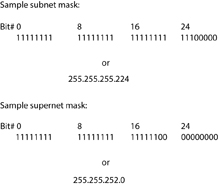 Sample subnet mask:
Bit# 0 8 16 24
11111111 11111111 11111111 11100000
or
255.255.255.224
Sample supernet mask:
Bit# 0 8 16 24
11111111 11111111 11111100 00000000
or
255.255.252.0